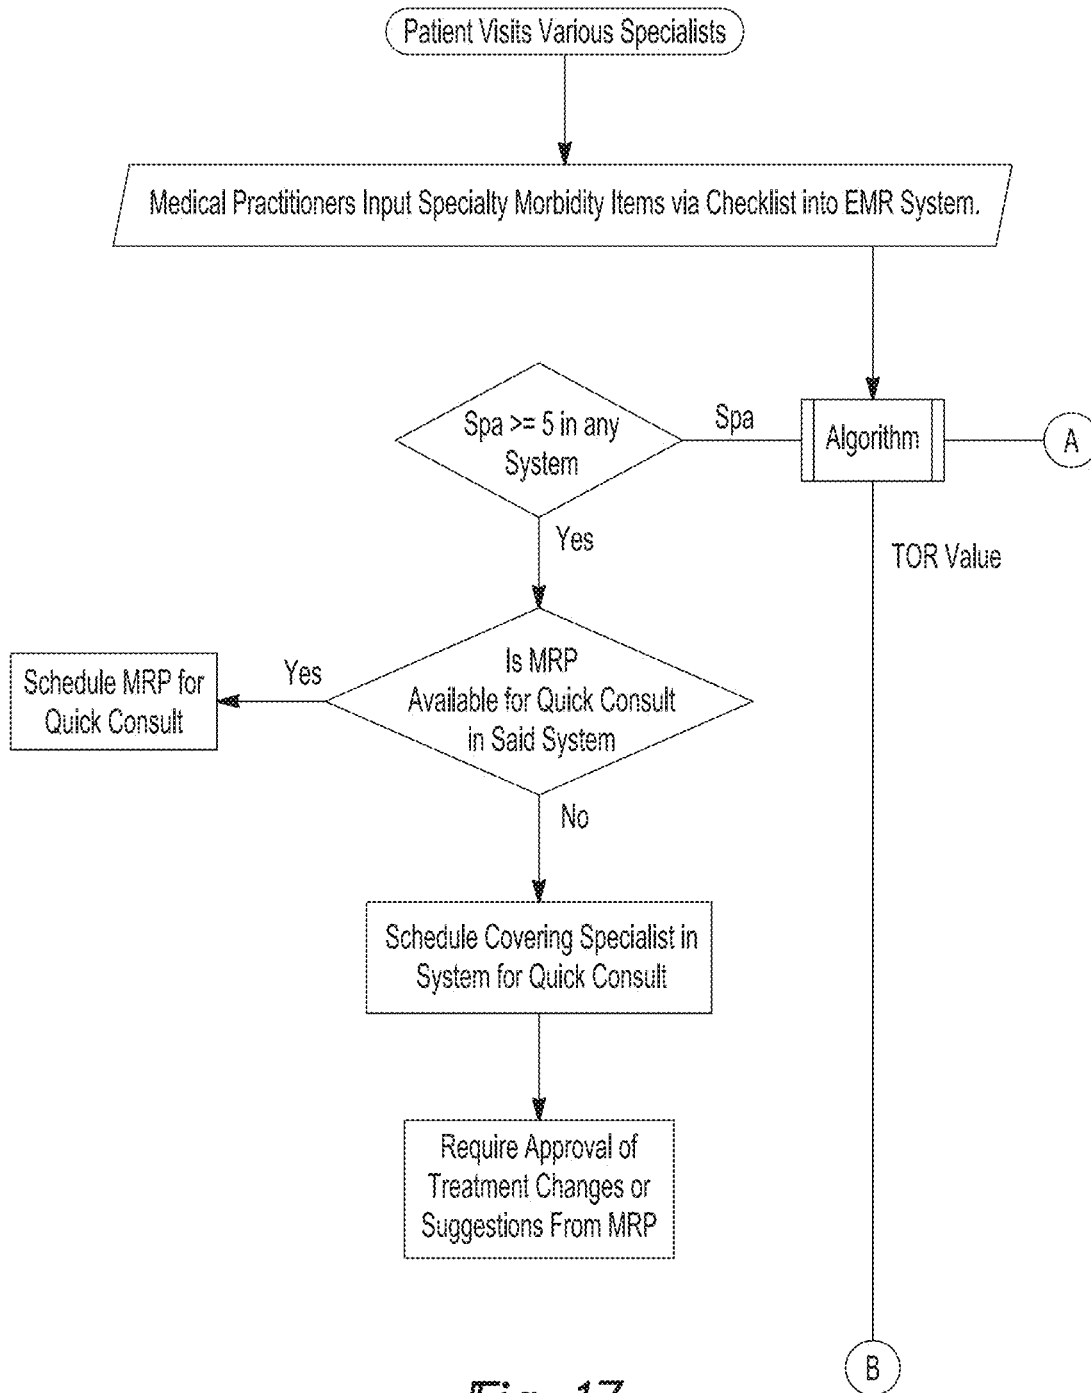 Patient Visits Various Specialists
Medical Practitioners Input Specialty Morbidity Items via Checklist into EMR System.
Spa >= 5 in any
System
Spa
Algorithm
A
Yes
TOR Value
Is MRP
Available for Quick Consult
in Said System
Yes
Schedule MRP for
Quick Consult
No
Schedule Covering Specialist in
System for Quick Consult
Require Approval of
Treatment Changes or
Suggestions From MRP
B
Fig. 17